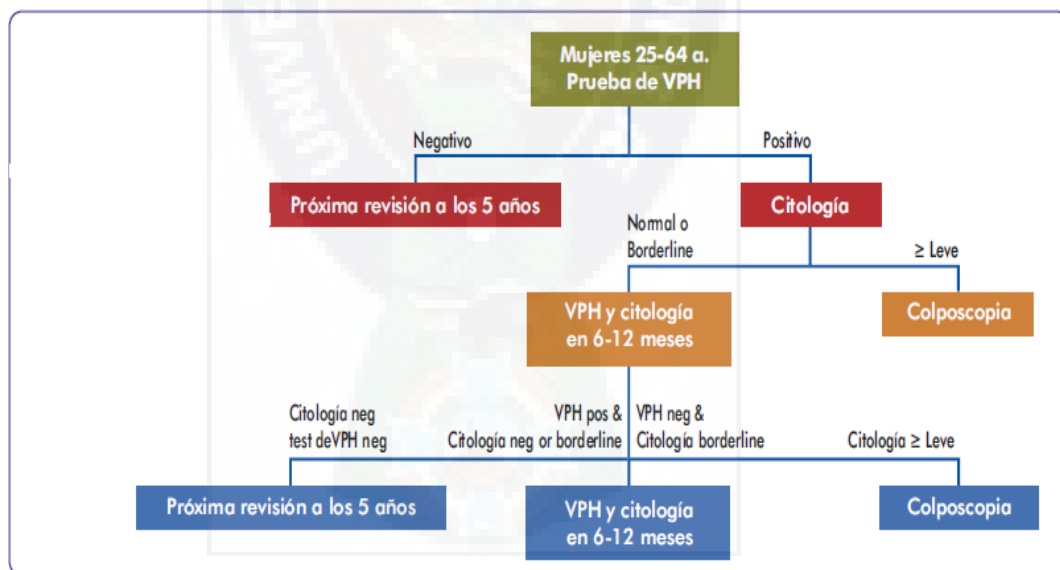 Mujeres 25-64 a.
Prueba de VPH
Negativo
Positivo
Próxima revisión a los 5 años
Citología
Normal o
Borderline
≥ Leve
VPH y citología
en 6-12 meses
Colposcopia
Citología neg
test deVPH neg
VPH pos &
Citología neg or borderline
VPH neg &
Citología borderline
Citología ≥ Leve
Próxima revisión a los 5 años
VPH y citología
en 6-12 meses
Colposcopia